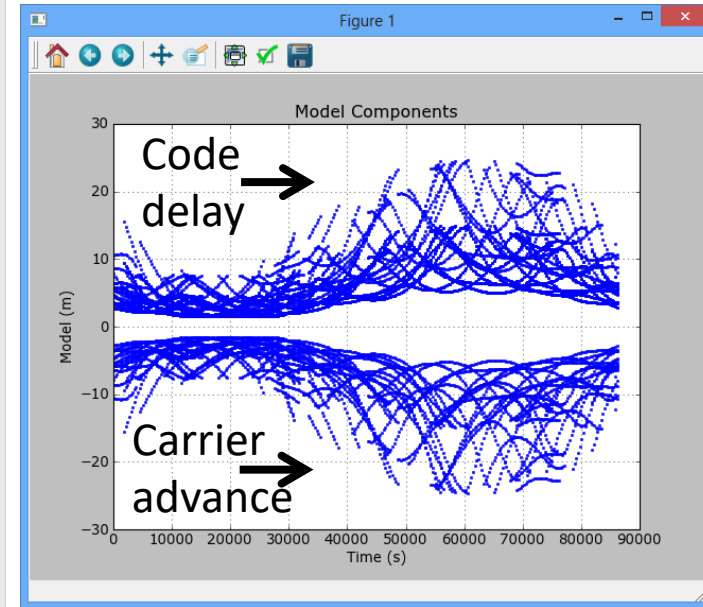 Figure 1
Model Components
30
20
10
0
−10
−20
−30
Model (m)
Code
delay
Carrier
advance
0 10000 20000 30000 40000 50000 60000 70000 80000 90000
Time (s)